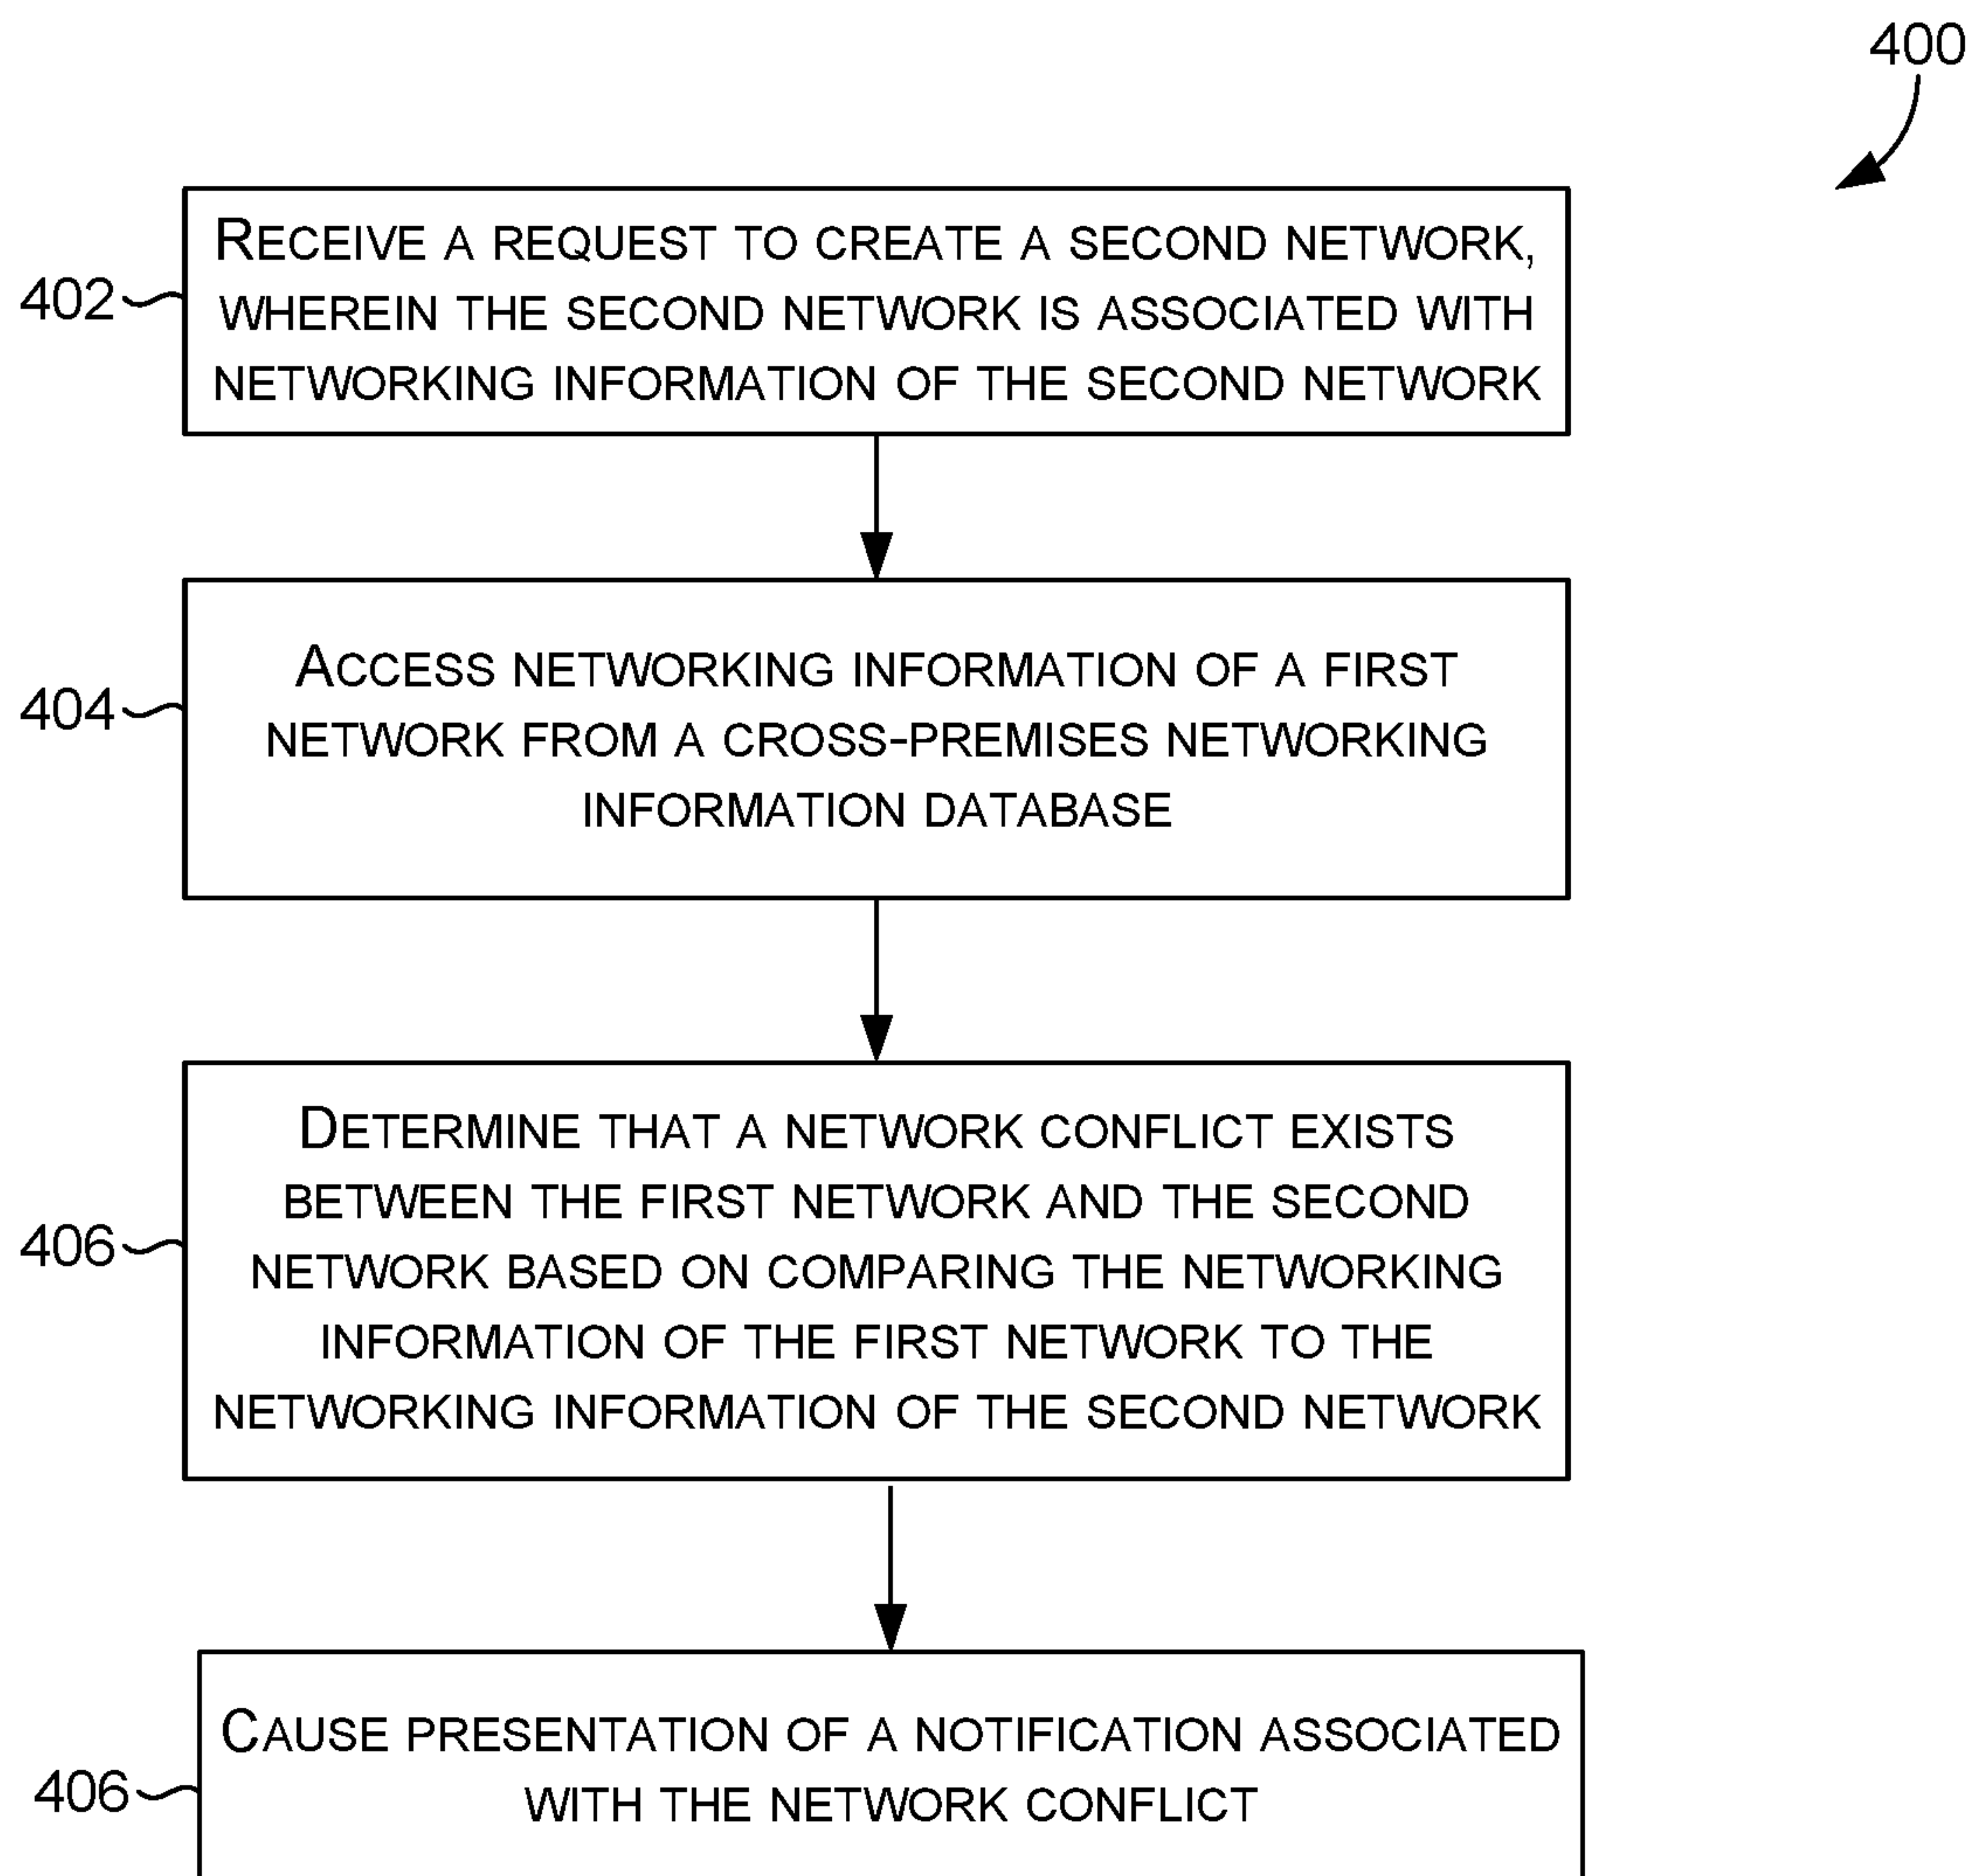 400
RECEIVE A REQUEST TO CREATE A SECOND NETWORK,
WHEREIN THE SECOND NETWORK IS ASSOCIATED WITH
NETWORKING INFORMATION OF THE SECOND NETWORK
402
ACCESS NETWORKING INFORMATION OF A FIRST
NETWORK FROM A CROSS-PREMISES NETWORKING
INFORMATION DATABASE
404
DETERMINE THAT A NETWORK CONFLICT EXISTS
BETWEEN THE FIRST NETWORK AND THE SECOND
NETWORK BASED ON COMPARING THE NETWORKING
INFORMATION OF THE FIRST NETWORK TO THE
NETWORKING INFORMATION OF THE SECOND NETWORK
406
CAUSE PRESENTATION OF A NOTIFICATION ASSOCIATED
WITH THE NETWORK CONFLICT
406